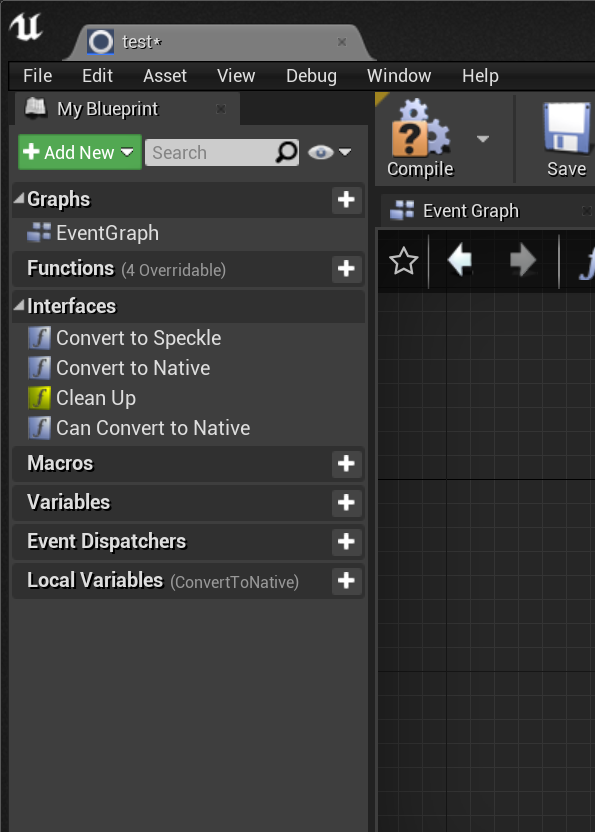 test*
File Edit Asset View Debug Window Help
My Blueprint
Add New Search
Compile
Save
Graphs
Event Graph
EventGraph
Functions (4 Overridable)
Interfaces
Convert to Speckle
Convert to Native
Clean Up
Can Convert to Native
Macros
Variables
Event Dispatchers
Local Variables (ConvertToNative)